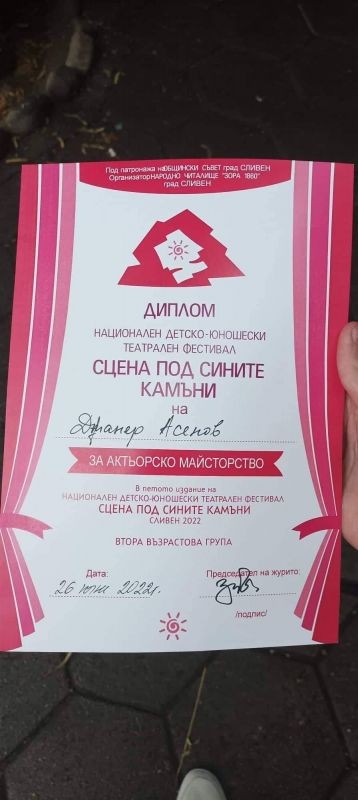 Под патронажа на ОБЩИНСКИ СЪВЕТ град СЛИВЕН
Организатор НАРОДНО ЧИТАЛИЩЕ "ЗОРА 1860"
град СЛИВЕН
ДИПЛОМ
НАЦИОНАЛЕН ДЕТСКО-ЮНОШЕСКИ
ТЕАТРАЛЕН ФЕСТИВАЛ
СЦЕНА ПОД СИНИТЕ
КАМЪНИ
на
Джанер Асенов
ЗА АКТЬОРСКО МАЙСТОРСТВО
В петото издание на
НАЦИОНАЛЕН ДЕТСКО-ЮНОШЕСКИ ТЕАТРАЛЕН ФЕСТИВАЛ
СЦЕНА ПОД СИНИТЕ КАМЪНИ
СЛИВЕН 2022
ВТОРА ВЪЗРАСТОВА ГРУПА
Дата: Председател на журито:
26 юни 2022г.
/подпис/